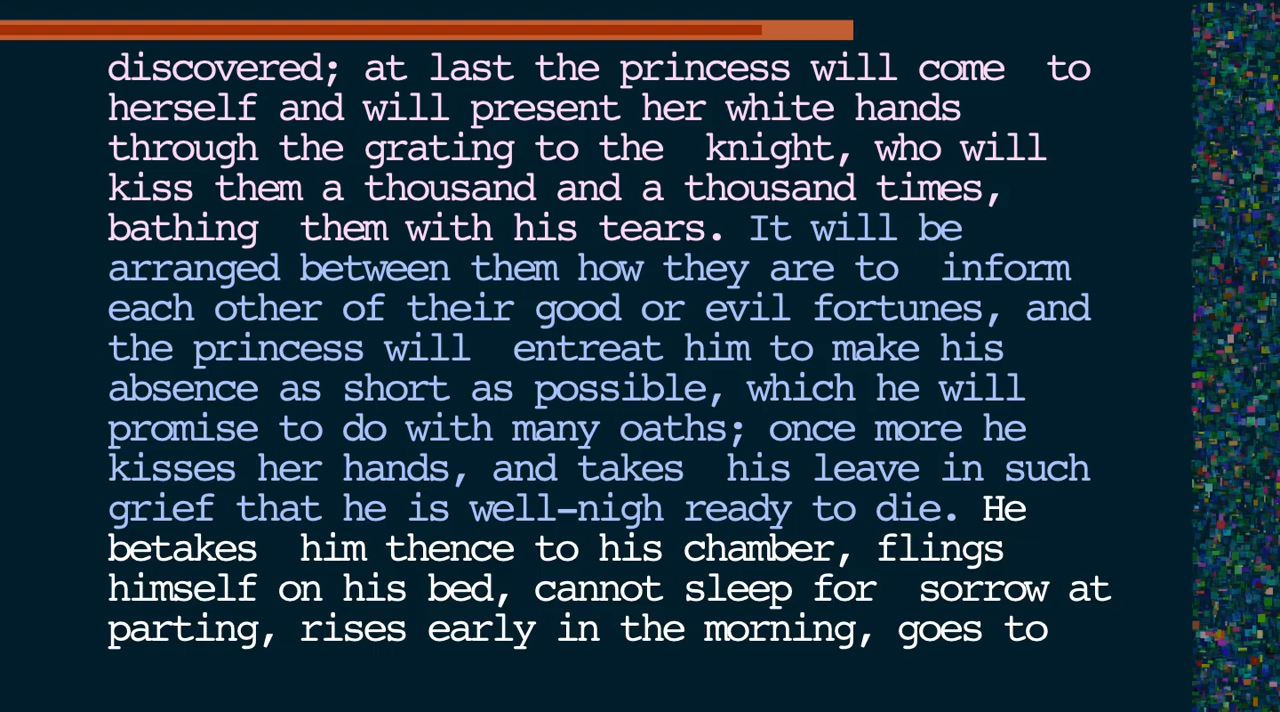 discovered; at last the princess will come  to
herself and will present her white hands
through the grating to the  knight, who will
kiss them a thousand and a thousand times,
bathing  them with his tears. It will be
arranged between them how they are to  inform
each other of their good or evil fortunes, and
the princess will  entreat him to make his
absence as short as possible, which he will
promise to do with many oaths; once more he
kisses her hands, and takes  his leave in such
grief that he is well-nigh ready to die. He
betakes  him thence to his chamber, flings
himself on his bed, cannot sleep for  sorrow at
parting, rises early in the morning, goes to